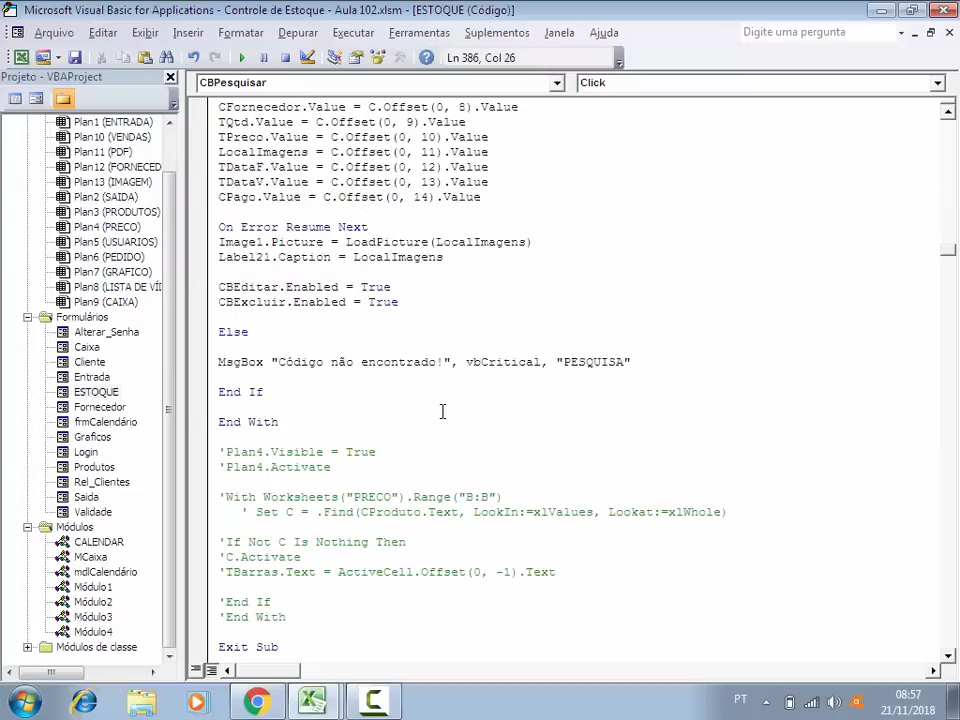 Microsoft Visual Basic for Applications - Controle de Estoque - Aula 102.xlsm - [ESTOQUE (Código)]
Arquivo Editar Exibir Inserir Formatar Depurar Executar Ferramentas Suplementos Janela Ajuda
Digite uma pergunta
Ln 386, Col 26
Projeto - VBAProject
CBPesquisar
Click
Plan1 (ENTRADA)
Plan10 (VENDAS)
Plan11 (PDF)
Plan12 (FORNECED
Plan13 (IMAGEM)
Plan2 (SAIDA)
Plan3 (PRODUTOS)
Plan4 (PRECO)
Plan5 (USUARIOS)
Plan6 (PEDIDO)
Plan7 (GRAFICO)
Plan8 (LISTA DE VÍ
Plan9 (CAIXA)
Formulários
Alterar_Senha
Caixa
Cliente
Entrada
ESTOQUE
Fornecedor
frmCalendário
Graficos
Login
Produtos
Rel_Clientes
Saida
Validade
Módulos
CALENDAR
MCaixa
mdlCalendário
Módulo1
Módulo2
Módulo3
Módulo4
Módulos de classe
CFornecedor.Value = C.Offset(0, 8).Value
TQtd.Value = C.Offset(0, 9).Value
TPreco.Value = C.Offset(0, 10).Value
LocalImagens = C.Offset(0, 11).Value
TDataF.Value = C.Offset(0, 12).Value
TDataV.Value = C.Offset(0, 13).Value
CPago.Value = C.Offset(0, 14).Value
On Error Resume Next
Image1.Picture = LoadPicture(LocalImagens)
Label21.Caption = LocalImagens
CBEditar.Enabled = True
CBExcluir.Enabled = True
Else
MsgBox "Código não encontrado!", vbCritical, "PESQUISA"
End If
End With
'Plan4.Visible = True
'Plan4.Activate
'With Worksheets("PRECO").Range("B:B")
' Set C = .Find(CProduto.Text, LookIn:=xlValues, Lookat:=xlWhole)
'If Not C Is Nothing Then
'C.Activate
'TBarras.Text = ActiveCell.Offset(0, -1).Text
'End If
'End With
Exit Sub
PT
08:57
21/11/2018